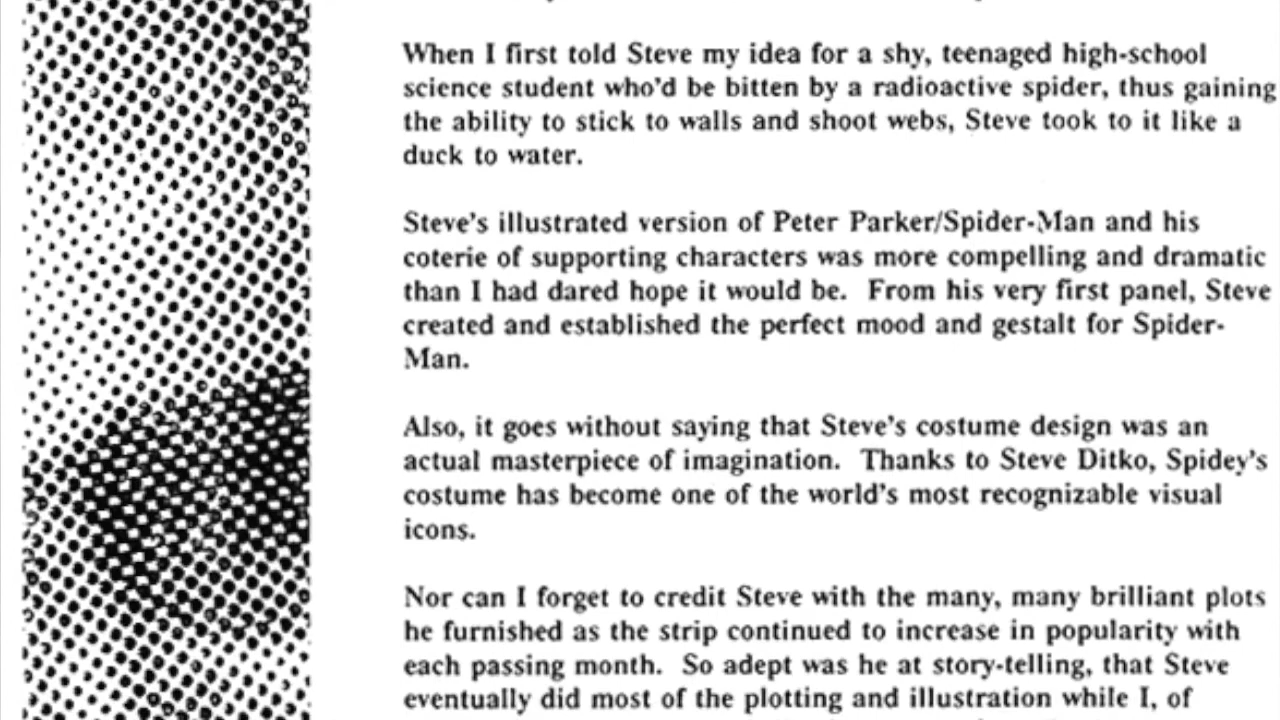 When I first told Steve my idea for a shy, teenaged high-school
science student who'd be bitten by a radioactive spider, thus gaining
the ability to stick to walls and shoot webs, Steve took to it like a
duck to water.
Steve's illustrated version of Peter Parker/Spider-Man and his
coterie of supporting characters was more compelling and dramatic
than I had dared hope it would be.  From his very first panel, Steve
created and established the perfect mood and gestalt for Spider-
Man.
Also, it goes without saying that Steve's costume design was an
actual masterpiece of imagination.  Thanks to Steve Ditko, Spidey's
costume has become one of the world's most recognizable visual
icons.
Nor can I forget to credit Steve with the many, many brilliant plots
he furnished as the strip continued to increase in popularity with
each passing month.  So adept was he at story-telling, that Steve
eventually did most of the plotting and illustration while I, of